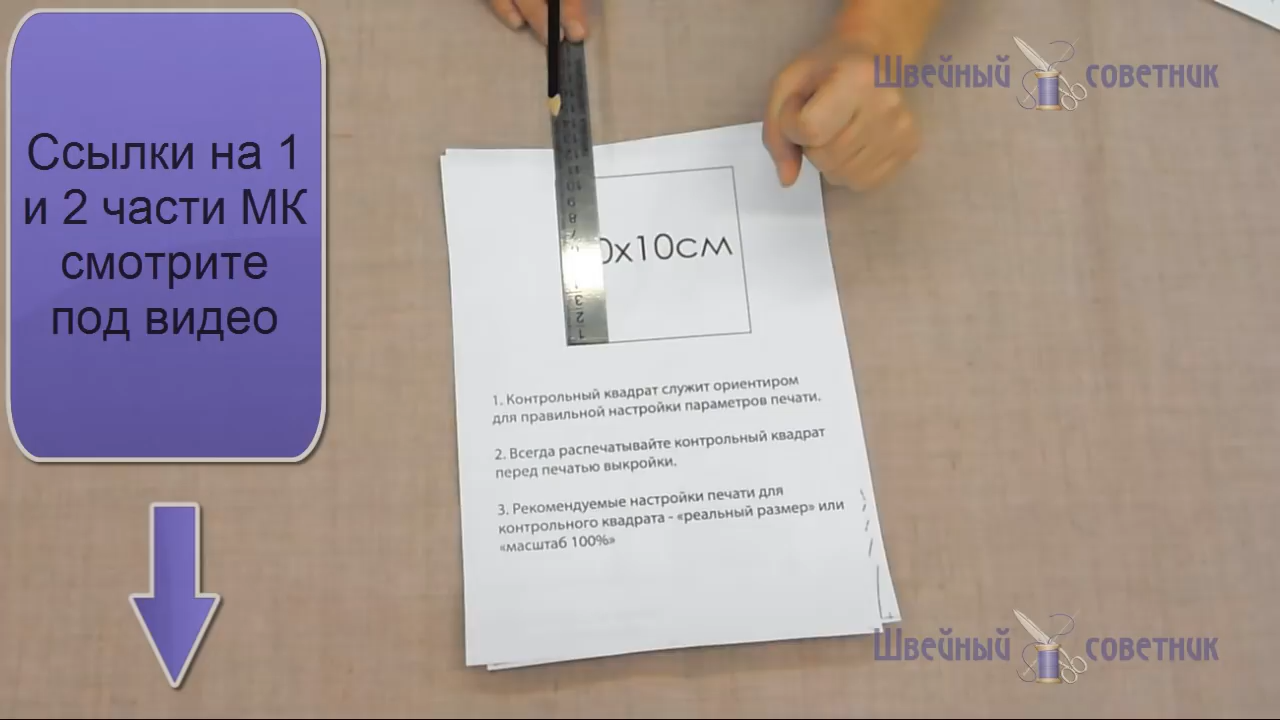 Ссылки на 1
и 2 части МК
смотрите
под видео
Швейный советник
0х10см
1. Контрольный квадрат служит ориентиром
для правильной настройки параметров печати.
2. Всегда распечатывайте контрольный квадрат
перед печатью выкройки.
3. Рекомендуемые настройки печати для
контрольного квадрата - «реальный размер» или
«масштаб 100%»
Швейный советник